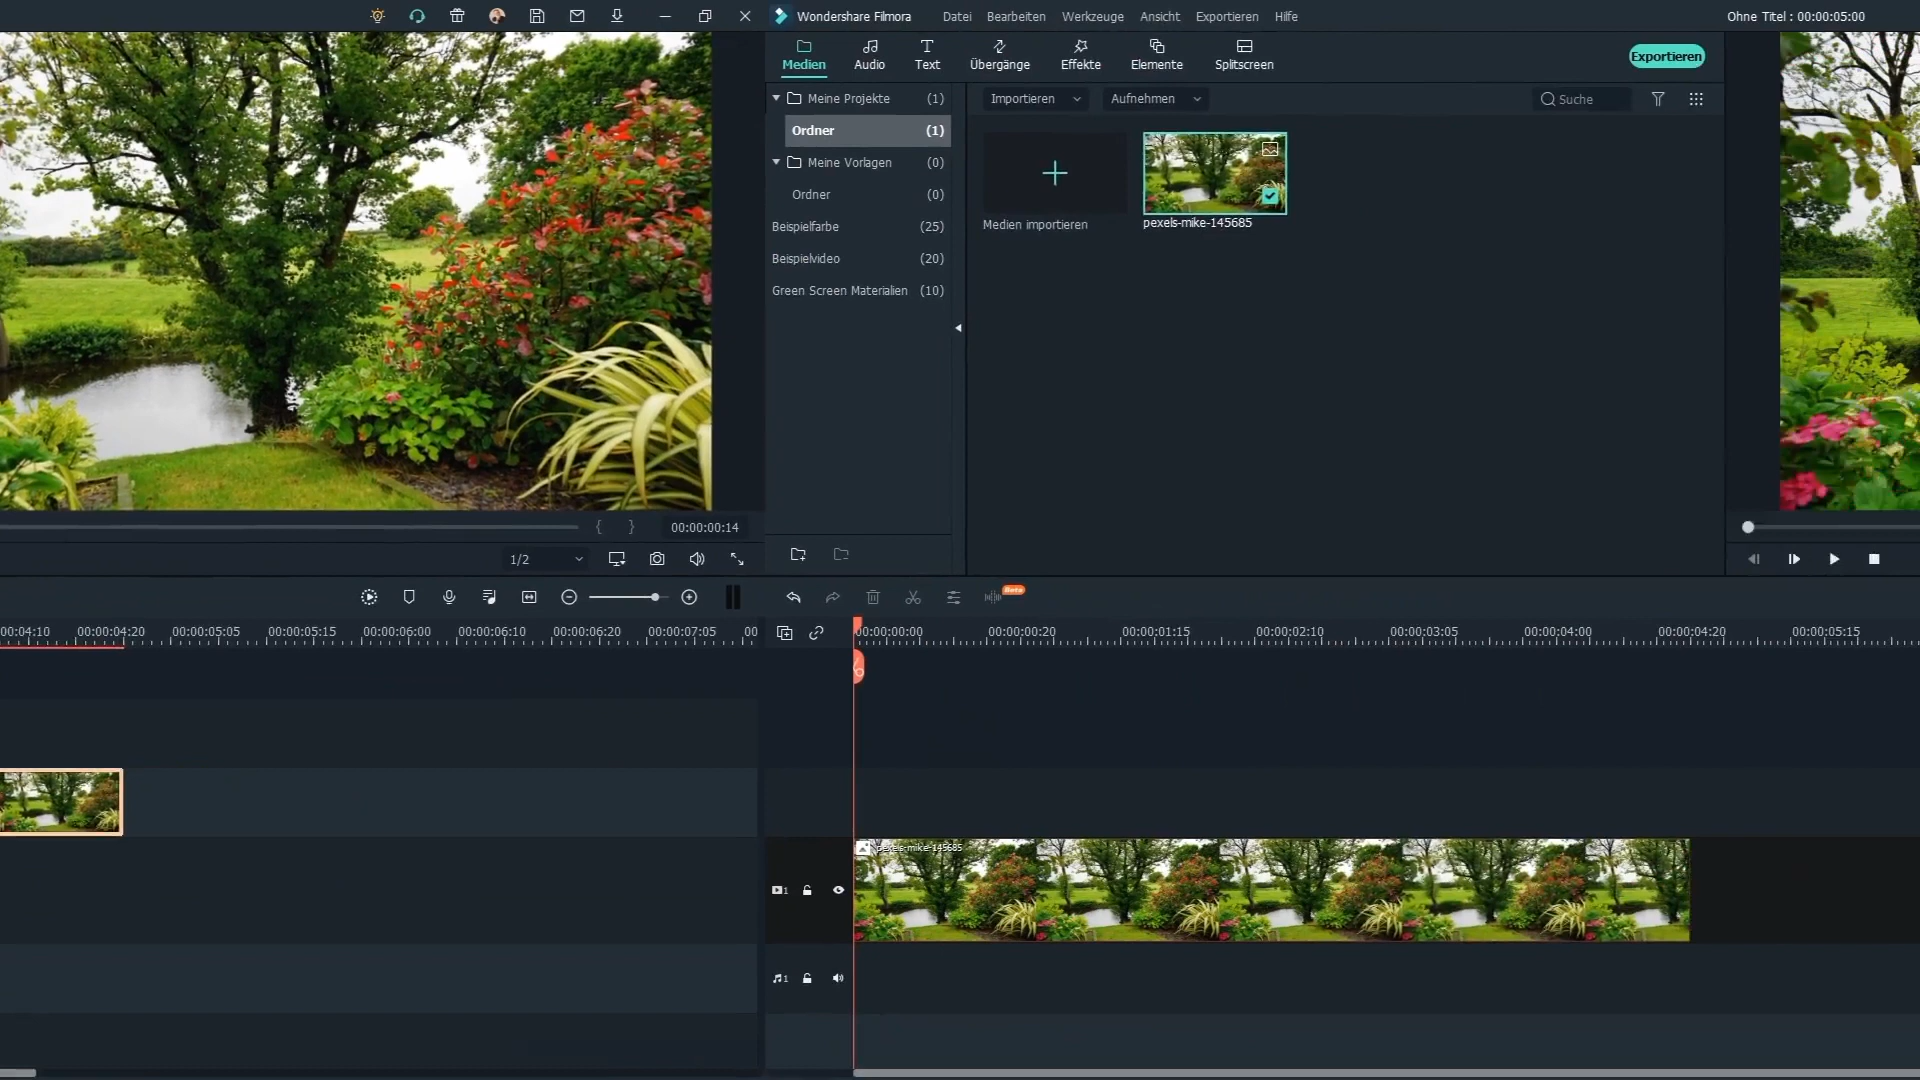 Wondershare Filmora
Datei Bearbeiten Werkzeuge Ansicht Exportieren Hilfe
Ohne Titel : 00:00:05:00
Medien Audio Text Übergänge Effekte Elemente Splitscreen
Exportieren
Meine Projekte (1)
Ordner (1)
Meine Vorlagen (0)
Ordner (0)
Beispielfarbe (25)
Beispielvideo (20)
Green Screen Materialien (10)
Importieren Aufnehmen Suche
Medien importieren
pexels-mike-145685
{ } 00:00:00:14
1/2
Beta
00:04:10 00:00:04:20 00:00:05:05 00:00:05:15 00:00:06:00 00:00:06:10 00:00:06:20 00:00:07:05 00
00:00:00:00 00:00:00:20 00:00:01:15 00:00:02:10 00:00:03:05 00:00:04:00 00:00:04:20 00:00:05:15
pexels-mike-145685
1
1